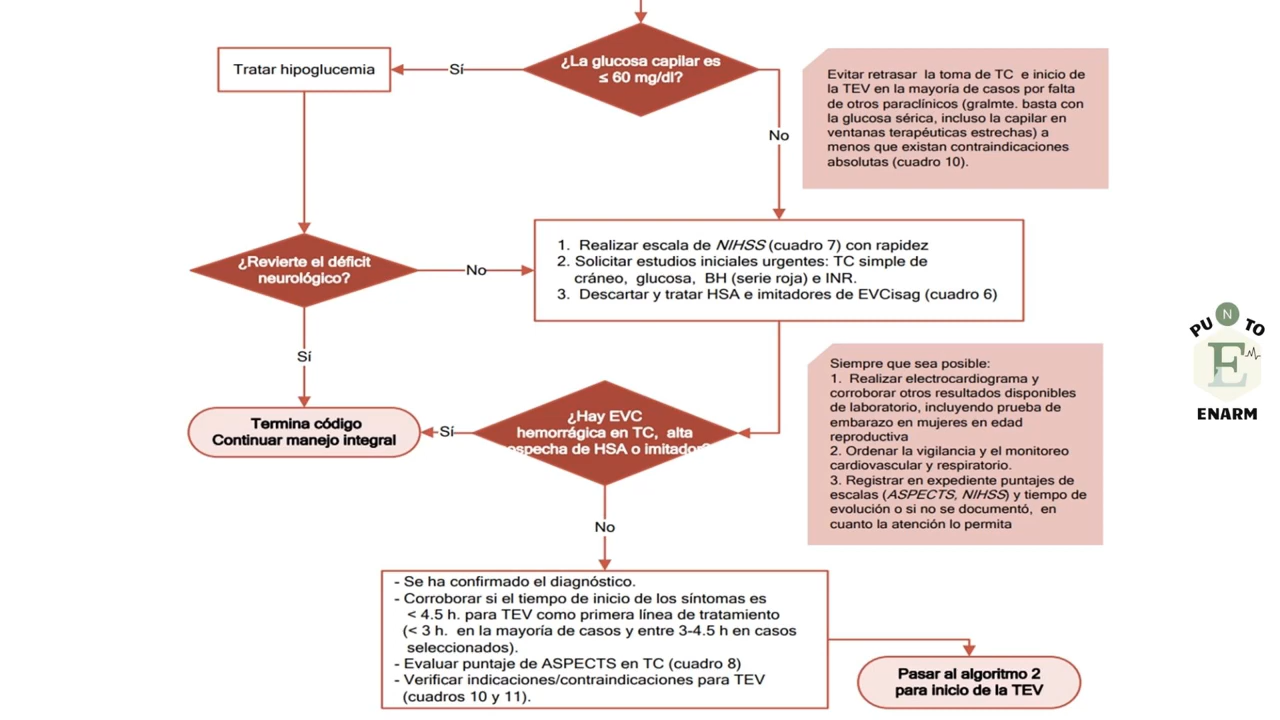 ¿La glucosa capilar es
≤ 60 mg/dl?
Sí
Tratar hipoglucemia
No
Evitar retrasar la toma de TC e inicio de
la TEV en la mayoría de casos por falta
de otros paraclínicos (gralmte. basta con
la glucosa sérica, incluso la capilar en
ventanas terapéuticas estrechas) a
menos que existan contraindicaciones
absolutas (cuadro 10).
¿Revierte el déficit
neurológico?
No
1. Realizar escala de NIHSS (cuadro 7) con rapidez
2. Solicitar estudios iniciales urgentes: TC simple de
cráneo, glucosa, BH (serie roja) e INR.
3. Descartar y tratar HSA e imitadores de EVCisag (cuadro 6)
Sí
Termina código
Continuar manejo integral
Sí
¿Hay EVC
hemorrágica en TC, alta
ospecha de HSA o imitador?
Siempre que sea posible:
1. Realizar electrocardiograma y
corroborar otros resultados disponibles
de laboratorio, incluyendo prueba de
embarazo en mujeres en edad
reproductiva
2. Ordenar la vigilancia y el monitoreo
cardiovascular y respiratorio.
3. Registrar en expediente puntajes de
escalas (ASPECTS, NIHSS) y tiempo de
evolución o si no se documentó, en
cuanto la atención lo permita
No
- Se ha confirmado el diagnóstico.
- Corroborar si el tiempo de inicio de los síntomas es
< 4.5 h. para TEV como primera línea de tratamiento
(< 3 h. en la mayoría de casos y entre 3-4.5 h en casos
seleccionados).
- Evaluar puntaje de ASPECTS en TC (cuadro 8)
- Verificar indicaciones/contraindicaciones para TEV
(cuadros 10 y 11).
Pasar al algoritmo 2
para inicio de la TEV
PUNTO
E
ENARM